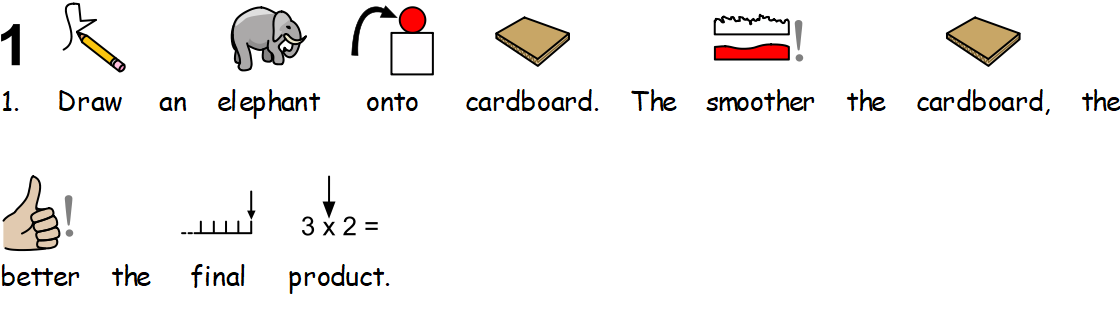 1
1. Draw an elephant onto cardboard. The smoother the cardboard, the
3 x 2 =
better the final product.